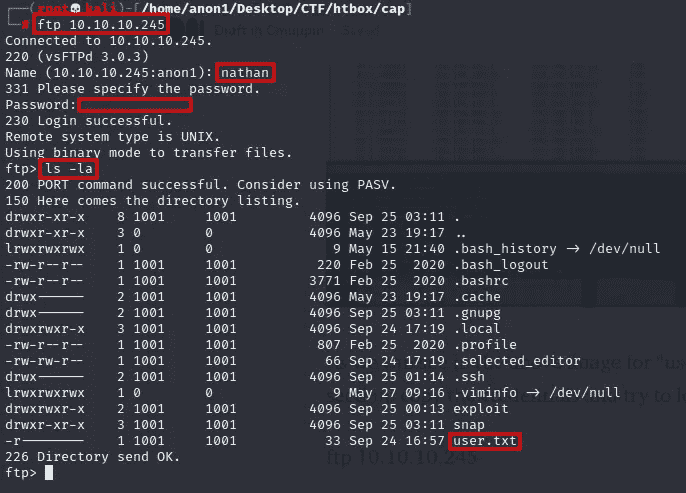 (root💀kali)-[/home/anon1/Desktop/CTF/htbox/cap]
# ftp 10.10.10.245
Connected to 10.10.10.245.
220 (vsFTPd 3.0.3)
Name (10.10.10.245:anon1): nathan
331 Please specify the password.
Password:
230 Login successful.
Remote system type is UNIX.
Using binary mode to transfer files.
ftp> ls -la
200 PORT command successful. Consider using PASV.
150 Here comes the directory listing.
drwxr-xr-x    8 1001     1001         4096 Sep 25 03:11 .
drwxr-xr-x    3 0        0            4096 May 23 19:17 ..
lrwxrwxrwx    1 0        0               9 May 15 21:40 .bash_history -> /dev/null
-rw-r--r--    1 1001     1001          220 Feb 25  2020 .bash_logout
-rw-r--r--    1 1001     1001         3771 Feb 25  2020 .bashrc
drwx------    2 1001     1001         4096 May 23 19:17 .cache
drwx------    2 1001     1001         4096 Sep 25 03:11 .gnupg
drwxrwxr-x    3 1001     1001         4096 Sep 24 17:19 .local
-rw-r--r--    1 1001     1001          807 Feb 25  2020 .profile
-rw-rw-r--    1 1001     1001           66 Sep 24 17:19 .selected_editor
drwx------    2 1001     1001         4096 Sep 25 01:14 .ssh
lrwxrwxrwx    1 0        0               9 May 27 09:16 .viminfo -> /dev/null
drwxrwxr-x    2 1001     1001         4096 Sep 25 00:13 exploit
drwxr-xr-x    3 1001     1001         4096 Sep 25 03:11 snap
-r--------    1 1001     1001           33 Sep 24 16:57 user.txt
226 Directory send OK.
ftp>
ftp 10.10.10.245